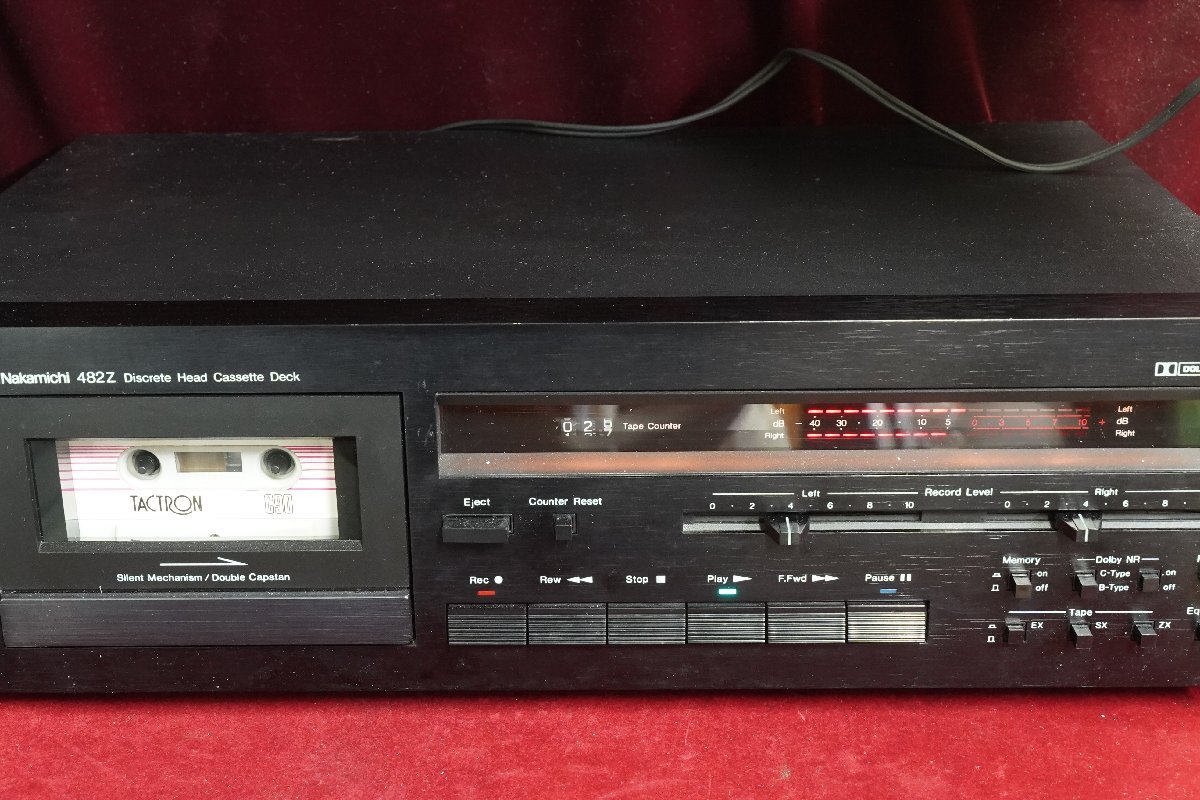 Nakamichi 482Z Discrete Head Cassette Deck
TACTRON C90
Silent Mechanism / Double Capstan
0 2 Tape Counter
Left
dB
Right
40 30 20 10 5 0 3 5 7 10 +
Left
dB
Right
Eject Counter Reset
Left Record Level Right
0 2 4 6 8 10 0 2 4 6 8
Rec Rew Stop Play F.Fwd Pause
Memory Dolby NR
on C-Type on
off B-Type off
Tape
EX SX ZX